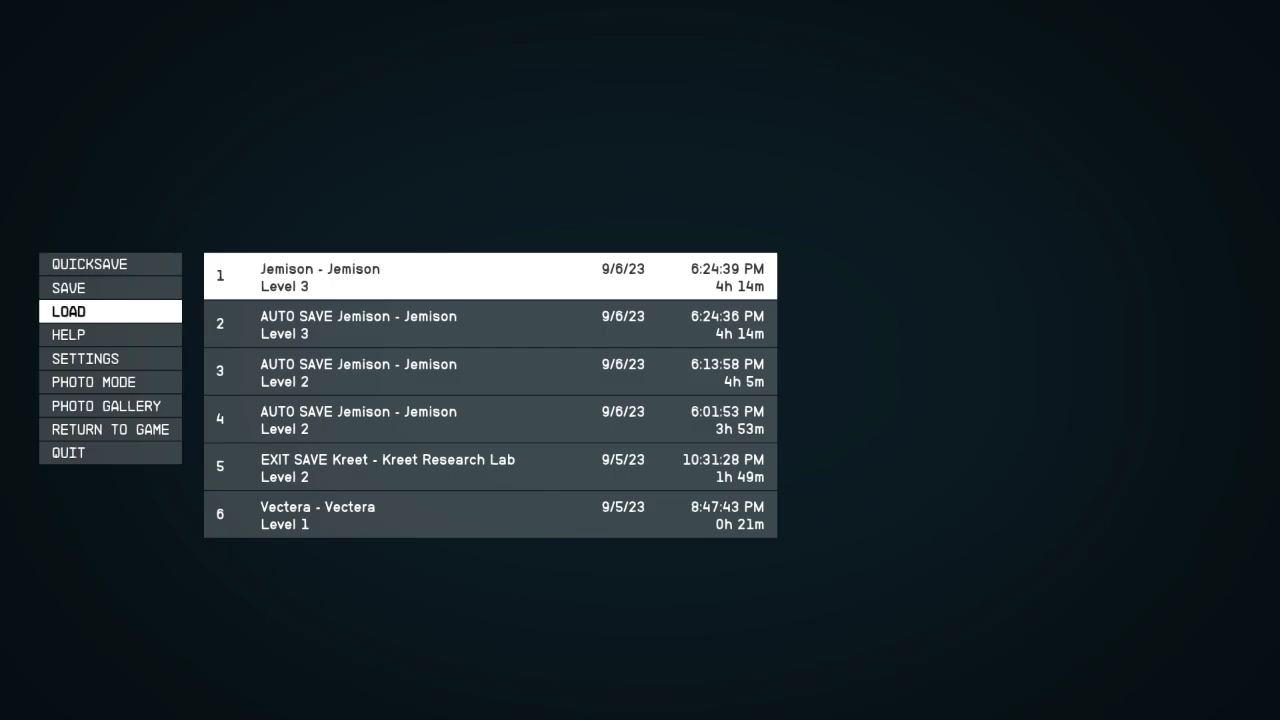 QUICKSAVE
SAVE
LOAD
HELP
SETTINGS
PHOTO MODE
PHOTO GALLERY
RETURN TO GAME
QUIT
1 Jemison - Jemison 9/6/23 6:24:39 PM
Level 3 4h 14m
2 AUTO SAVE Jemison - Jemison 9/6/23 6:24:36 PM
Level 3 4h 14m
3 AUTO SAVE Jemison - Jemison 9/6/23 6:13:58 PM
Level 2 4h 5m
4 AUTO SAVE Jemison - Jemison 9/6/23 6:01:53 PM
Level 2 3h 53m
5 EXIT SAVE Kreet - Kreet Research Lab 9/5/23 10:31:28 PM
Level 2 1h 49m
6 Vectera - Vectera 9/5/23 8:47:43 PM
Level 1 0h 21m